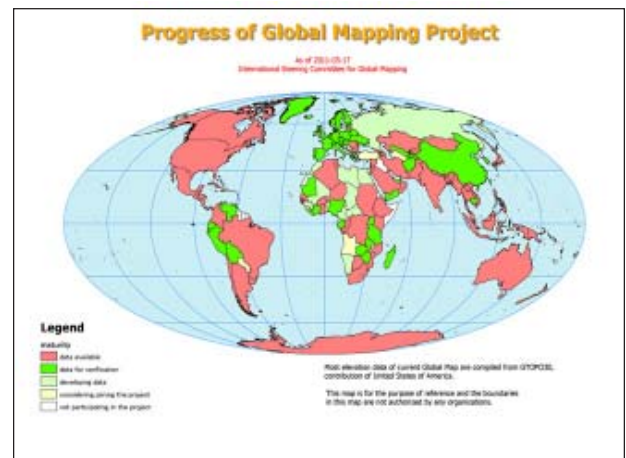 Progress of Global Mapping Project
As of 2011-05-17
International Steering Committee for Global Mapping
Legend
maturity
data available
data for verification
developing data
considering joining the project
not participating in the project
Most elevation data of current Global Map are compiled from GTOPO30,
contribution of United States of America.
This map is for the purpose of reference and the boundaries
in this map are not authorised by any organizations.